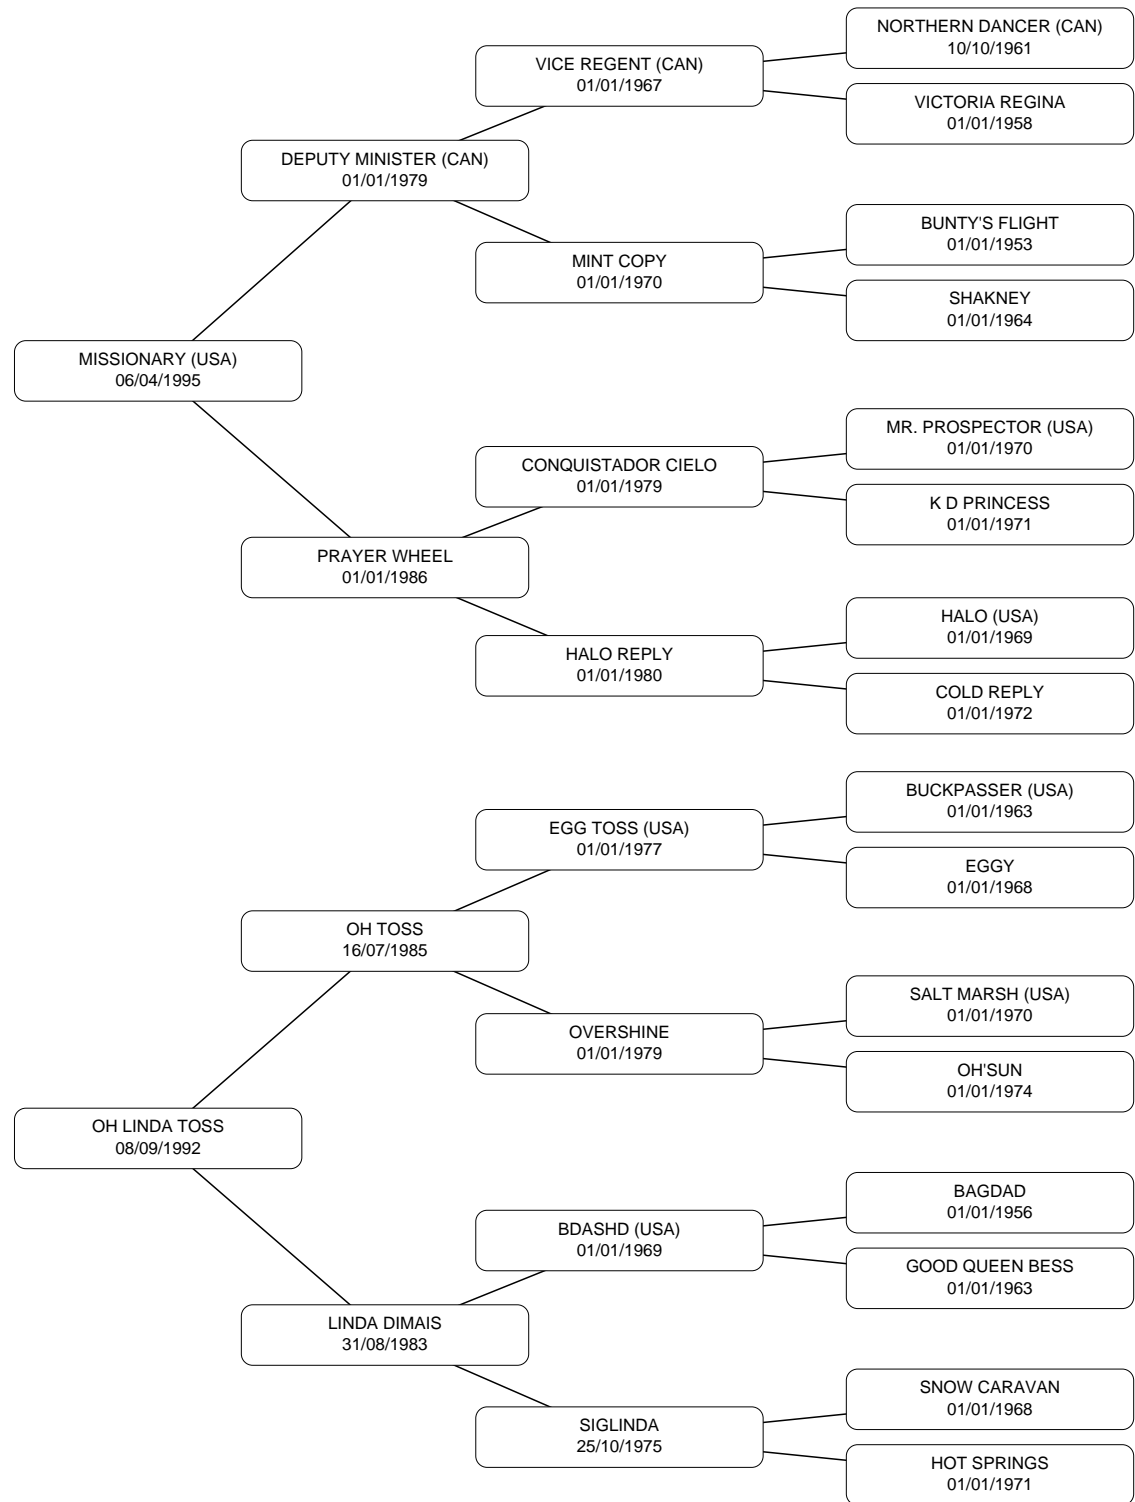 NORTHERN DANCER (CAN)
10/10/1961
VICE REGENT (CAN)
01/01/1967
VICTORIA REGINA
01/01/1958
DEPUTY MINISTER (CAN)
01/01/1979
BUNTY'S FLIGHT
01/01/1953
MINT COPY
01/01/1970
SHAKNEY
01/01/1964
MISSIONARY (USA)
06/04/1995
MR. PROSPECTOR (USA)
01/01/1970
CONQUISTADOR CIELO
01/01/1979
K D PRINCESS
01/01/1971
PRAYER WHEEL
01/01/1986
HALO (USA)
01/01/1969
HALO REPLY
01/01/1980
COLD REPLY
01/01/1972
BUCKPASSER (USA)
01/01/1963
EGG TOSS (USA)
01/01/1977
EGGY
01/01/1968
OH TOSS
16/07/1985
SALT MARSH (USA)
01/01/1970
OVERSHINE
01/01/1979
OH'SUN
01/01/1974
OH LINDA TOSS
08/09/1992
BAGDAD
01/01/1956
BDASHD (USA)
01/01/1969
GOOD QUEEN BESS
01/01/1963
LINDA DIMAIS
31/08/1983
SNOW CARAVAN
01/01/1968
SIGLINDA
25/10/1975
HOT SPRINGS
01/01/1971